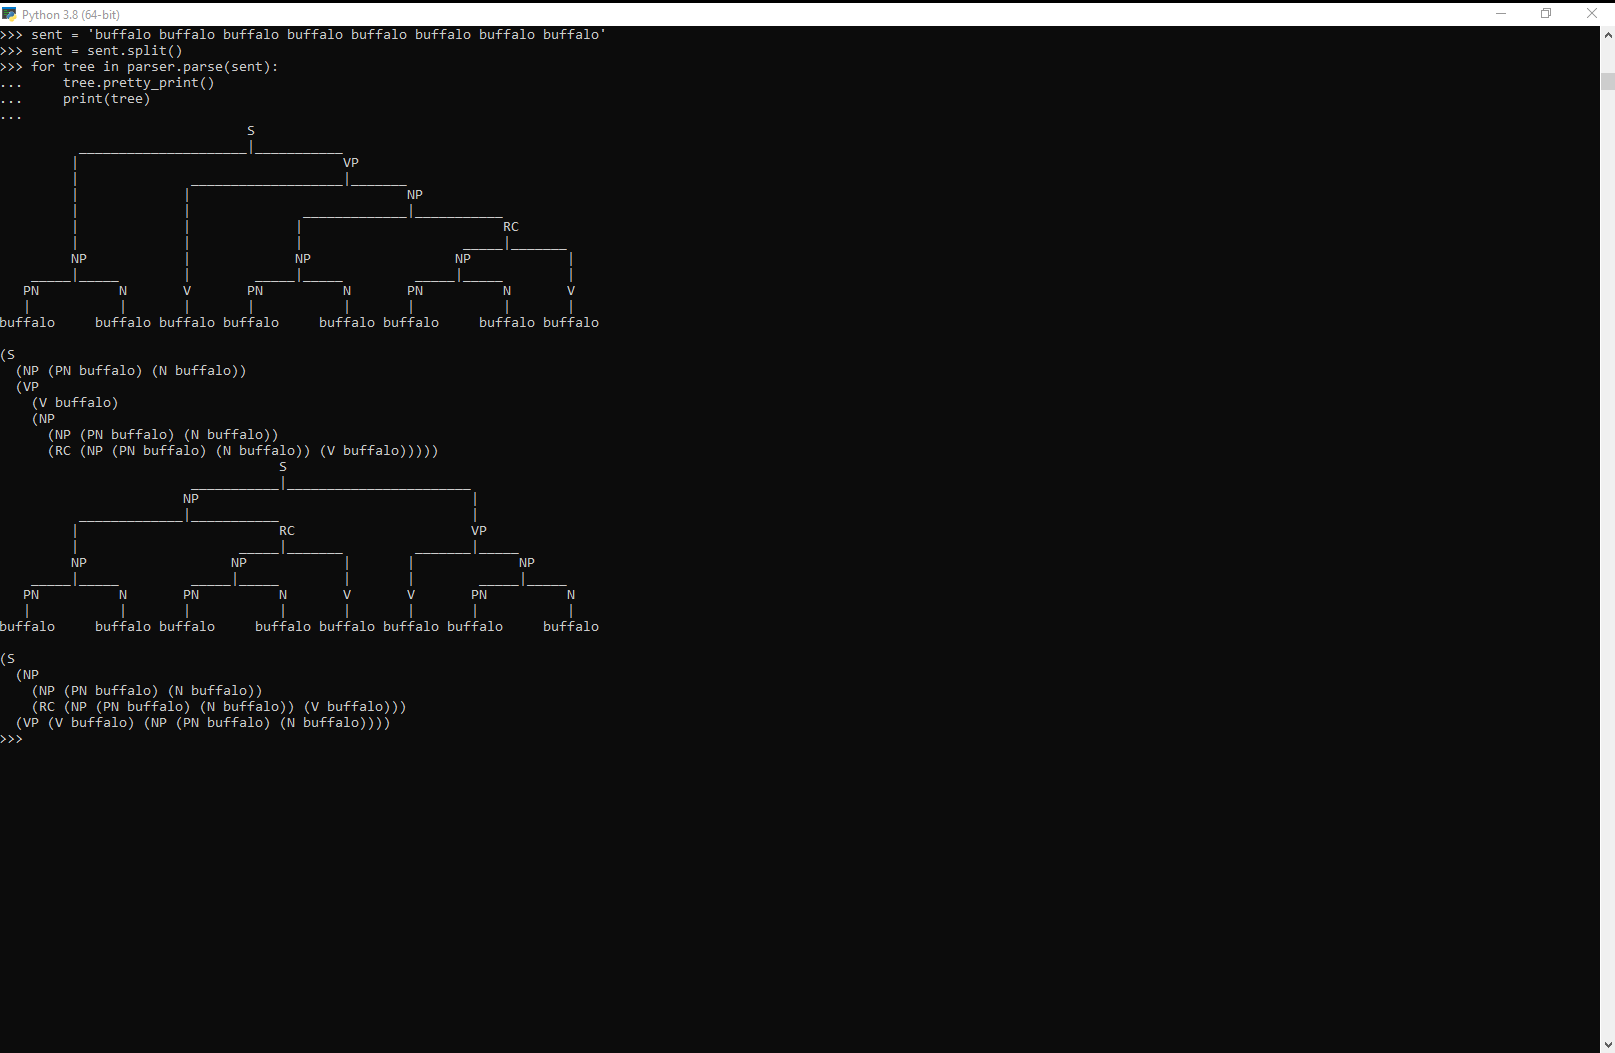 Python 3.8 (64-bit)
>>> sent = 'buffalo buffalo buffalo buffalo buffalo buffalo buffalo buffalo'
>>> sent = sent.split()
>>> for tree in parser.parse(sent):
...     tree.pretty_print()
...     print(tree)
...
S
VP
NP
RC
NP NP NP
PN N V PN N PN N V
buffalo buffalo buffalo buffalo buffalo buffalo buffalo buffalo
(S
  (NP (PN buffalo) (N buffalo))
  (VP
    (V buffalo)
    (NP
      (NP (PN buffalo) (N buffalo))
      (RC (NP (PN buffalo) (N buffalo)) (V buffalo)))))
S
NP
RC VP
NP NP NP
PN N PN N V V PN N
buffalo buffalo buffalo buffalo buffalo buffalo buffalo buffalo
(S
  (NP
    (NP (PN buffalo) (N buffalo))
    (RC (NP (PN buffalo) (N buffalo)) (V buffalo)))
  (VP (V buffalo) (NP (PN buffalo) (N buffalo))))
>>>